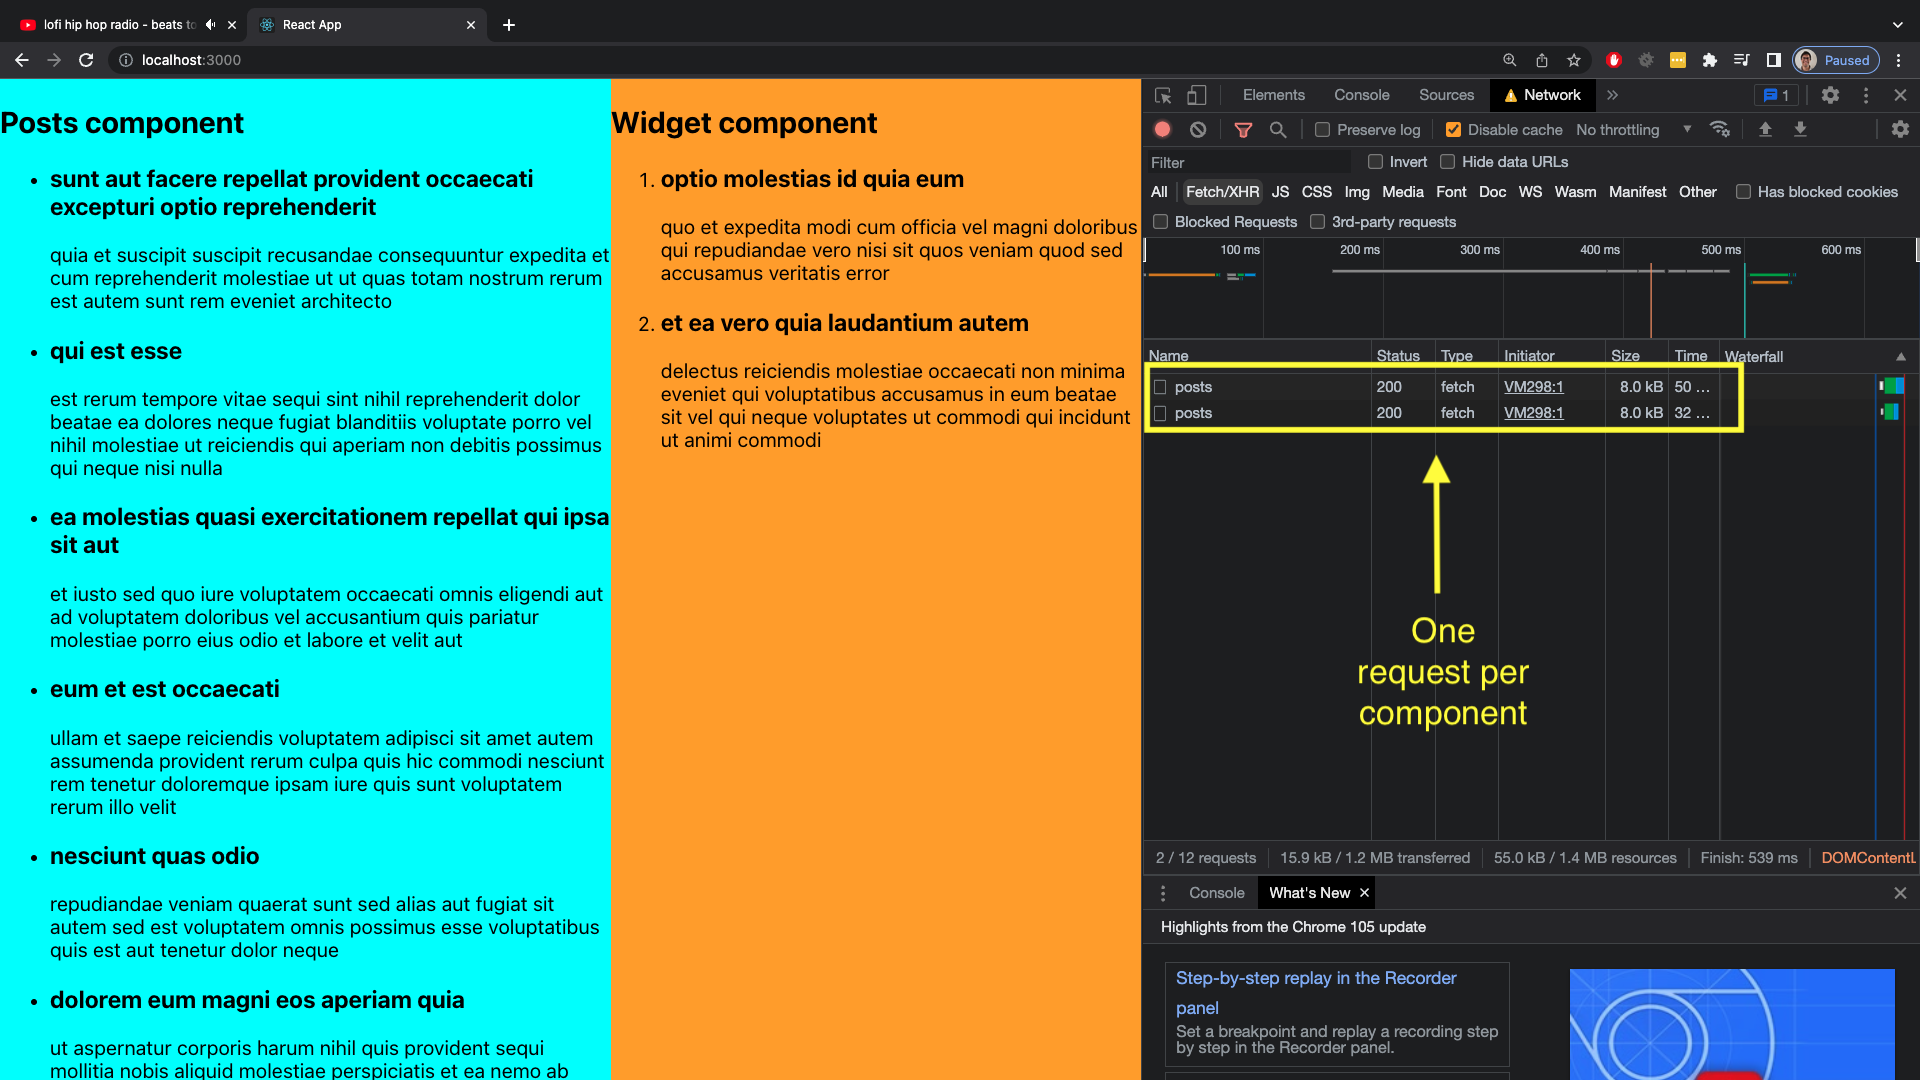 lofi hip hop radio - beats to
React App
localhost:3000
Paused
Posts component
sunt aut facere repellat provident occaecati
excepturi optio reprehenderit
quia et suscipit suscipit recusandae consequuntur expedita et
cum reprehenderit molestiae ut ut quas totam nostrum rerum
est autem sunt rem eveniet architecto
qui est esse
est rerum tempore vitae sequi sint nihil reprehenderit dolor
beatae ea dolores neque fugiat blanditiis voluptate porro vel
nihil molestiae ut reiciendis qui aperiam non debitis possimus
qui neque nisi nulla
ea molestias quasi exercitationem repellat qui ipsa
sit aut
et iusto sed quo iure voluptatem occaecati omnis eligendi aut
ad voluptatem doloribus vel accusantium quis pariatur
molestiae porro eius odio et labore et velit aut
eum et est occaecati
ullam et saepe reiciendis voluptatem adipisci sit amet autem
assumenda provident rerum culpa quis hic commodi nesciunt
rem tenetur doloremque ipsam iure quis sunt voluptatem
rerum illo velit
nesciunt quas odio
repudiandae veniam quaerat sunt sed alias aut fugiat sit
autem sed est voluptatem omnis possimus esse voluptatibus
quis est aut tenetur dolor neque
dolorem eum magni eos aperiam quia
ut aspernatur corporis harum nihil quis provident sequi
mollitia nobis aliquid molestiae perspiciatis et ea nemo ab
Widget component
1. optio molestias id quia eum
quo et expedita modi cum officia vel magni doloribus
qui repudiandae vero nisi sit quos veniam quod sed
accusamus veritatis error
2. et ea vero quia laudantium autem
delectus reiciendis molestiae occaecati non minima
eveniet qui voluptatibus accusamus in eum beatae
sit vel qui neque voluptates ut commodi qui incidunt
ut animi commodi
Elements Console Sources Network 1
Preserve log Disable cache No throttling
Filter Invert Hide data URLs
All Fetch/XHR JS CSS Img Media Font Doc WS Wasm Manifest Other Has blocked cookies
Blocked Requests 3rd-party requests
100 ms 200 ms 300 ms 400 ms 500 ms 600 ms
Name Status Type Initiator Size Time Waterfall
posts 200 fetch VM298:1 8.0 kB 50 ...
posts 200 fetch VM298:1 8.0 kB 32 ...
One
request per
component
2 / 12 requests 15.9 kB / 1.2 MB transferred 55.0 kB / 1.4 MB resources Finish: 539 ms DOMContentL
Console What's New
Highlights from the Chrome 105 update
Step-by-step replay in the Recorder
panel
Set a breakpoint and replay a recording step
by step in the Recorder panel.